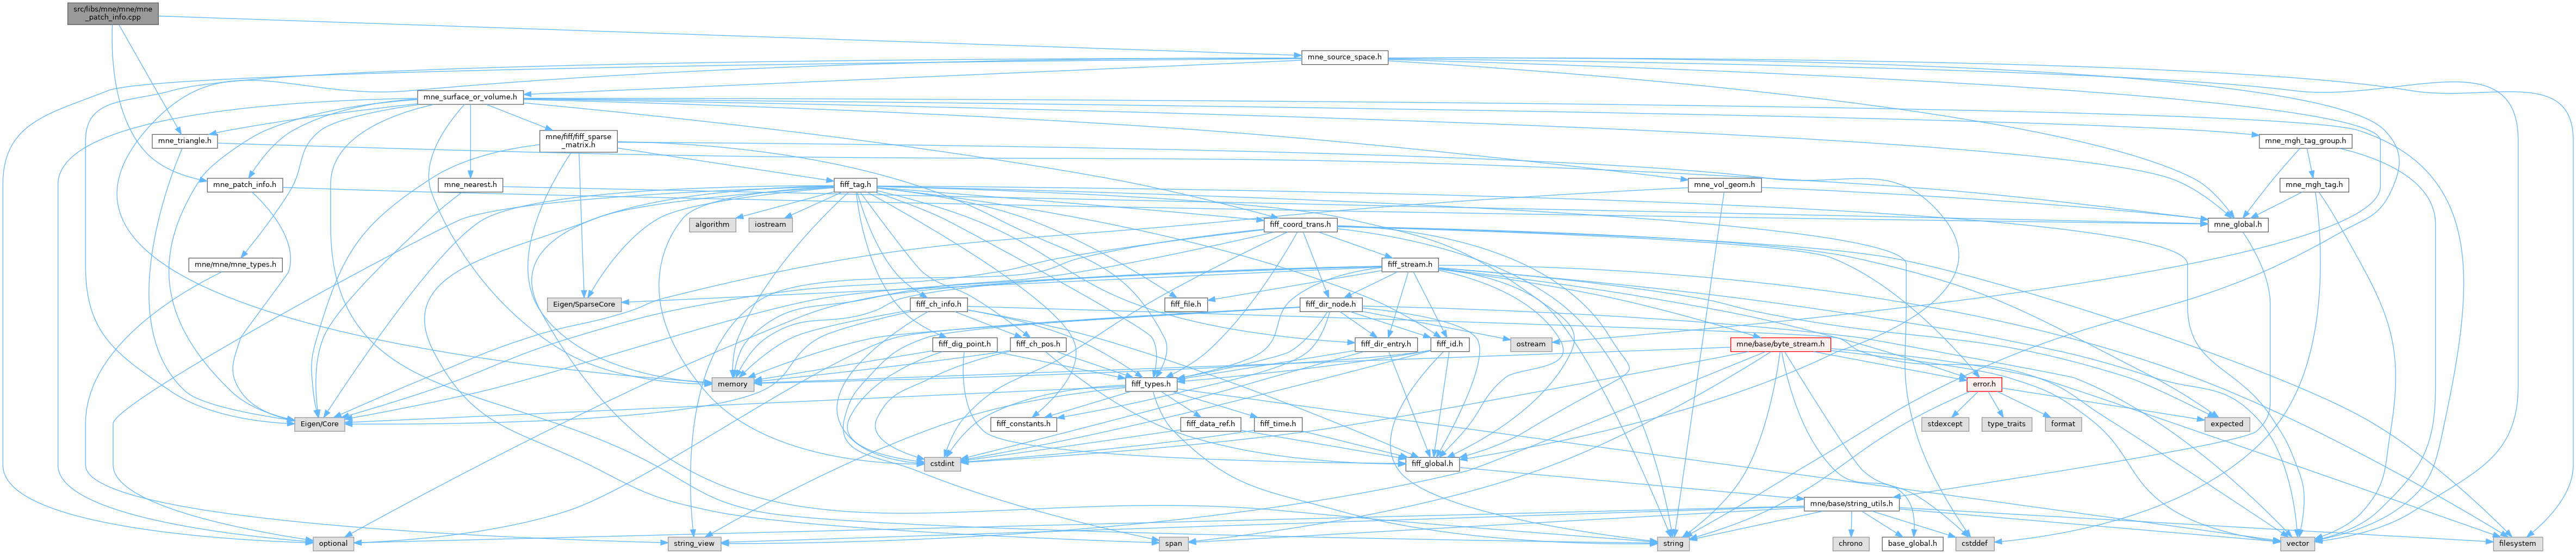 src/libs/mne/mne/mne
_patch_info.cpp
mne_source_space.h
mne_surface_or_volume.h
mne_triangle.h
mne/fiff/fiff_sparse
_matrix.h
mne_mgh_tag_group.h
mne_patch_info.h
mne_nearest.h
fiff_tag.h
mne_vol_geom.h
mne_mgh_tag.h
algorithm
iostream
fiff_coord_trans.h
mne_global.h
mne/mne/mne_types.h
fiff_stream.h
Eigen/SparseCore
fiff_ch_info.h
fiff_file.h
fiff_dir_node.h
fiff_dig_point.h
fiff_ch_pos.h
ostream
fiff_dir_entry.h
fiff_id.h
mne/base/byte_stream.h
memory
fiff_types.h
error.h
Eigen/Core
fiff_constants.h
fiff_data_ref.h
fiff_time.h
stdexcept
type_traits
format
expected
cstdint
fiff_global.h
mne/base/string_utils.h
optional
string_view
span
string
chrono
base_global.h
cstddef
vector
filesystem